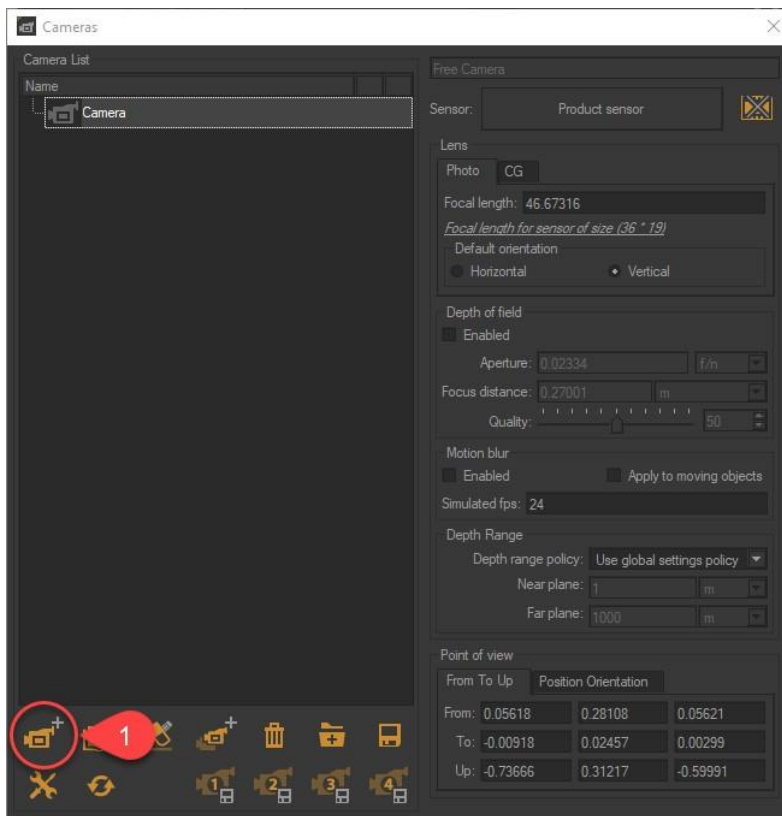 Cameras
Camera List
Name
Camera
Free Camera
Sensor: Product sensor
Lens
Photo CG
Focal length: 46.67316
Focal length for sensor of size (36 * 19)
Default orientation
Horizontal Vertical
Depth of field
Enabled
Aperture: 0.02334 f/n
Focus distance: 0.27001 m
Quality: 50
Motion blur
Enabled Apply to moving objects
Simulated fps: 24
Depth Range
Depth range policy: Use global settings policy
Near plane: 1 m
Far plane: 1000 m
Point of view
From To Up Position Orientation
From: 0.05618 0.28108 0.05621
To: -0.00918 0.02457 0.00299
Up: -0.73666 0.31217 -0.59991
1
1 2 3 4